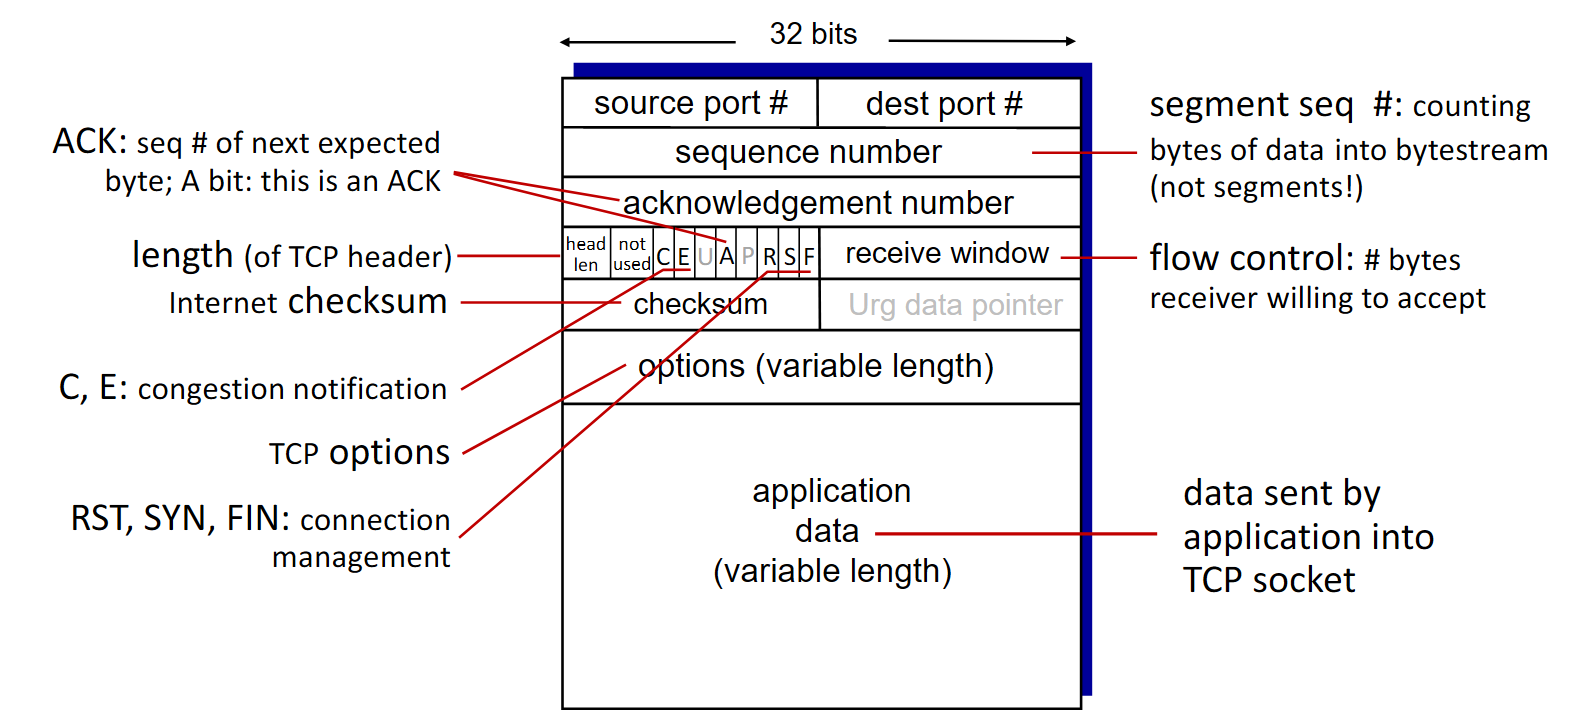 32 bits
source port #
dest port #
sequence number
acknowledgement number
head
len
not
used
C
E
U
A
P
R
S
F
receive window
checksum
Urg data pointer
options (variable length)
application
data
(variable length)
ACK: seq # of next expected
byte; A bit: this is an ACK
length (of TCP header)
Internet checksum
C, E: congestion notification
TCP options
RST, SYN, FIN: connection
management
segment seq #: counting
bytes of data into bytestream
(not segments!)
flow control: # bytes
receiver willing to accept
data sent by
application into
TCP socket